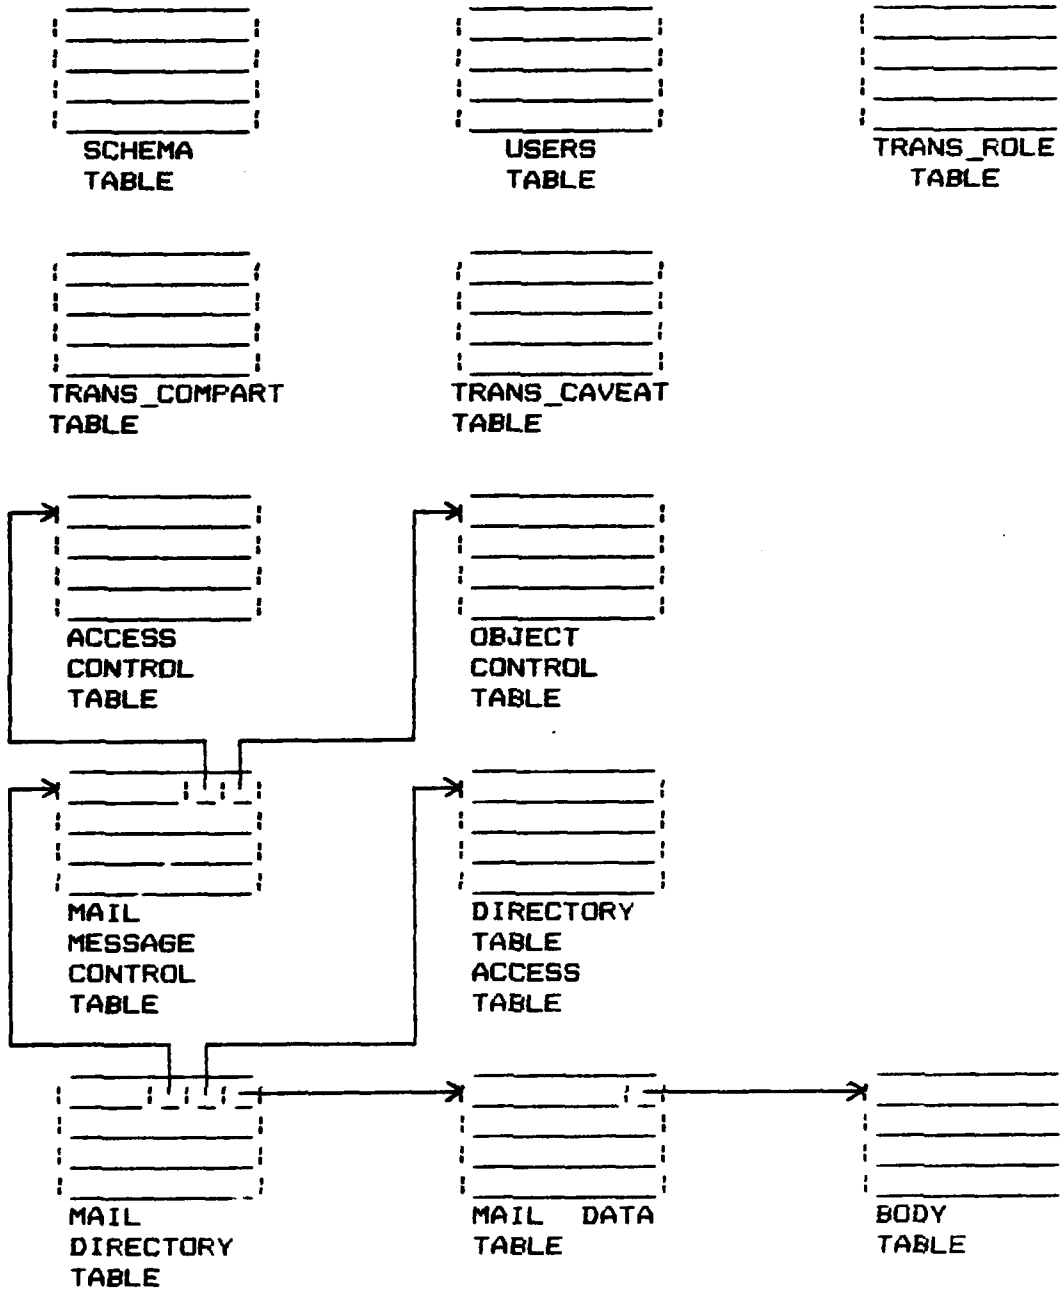 SCHEMA
TABLE
USERS
TABLE
TRANS_ROLE
TABLE
TRANS_COMPART
TABLE
TRANS_CAVEAT
TABLE
ACCESS
CONTROL
TABLE
OBJECT
CONTROL
TABLE
MAIL
MESSAGE
CONTROL
TABLE
DIRECTORY
TABLE
ACCESS
TABLE
MAIL
DIRECTORY
TABLE
MAIL DATA
TABLE
BODY
TABLE